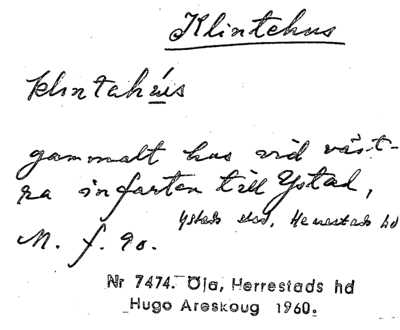 Klintehus
klintahús
gammalt hus vid väst-
ra infarten till Ystad,
Ystads stad, Herrestads hd
M. f. 90.
Nr 7474. Öja, Herrestads hd
Hugo Areskoug 1960.